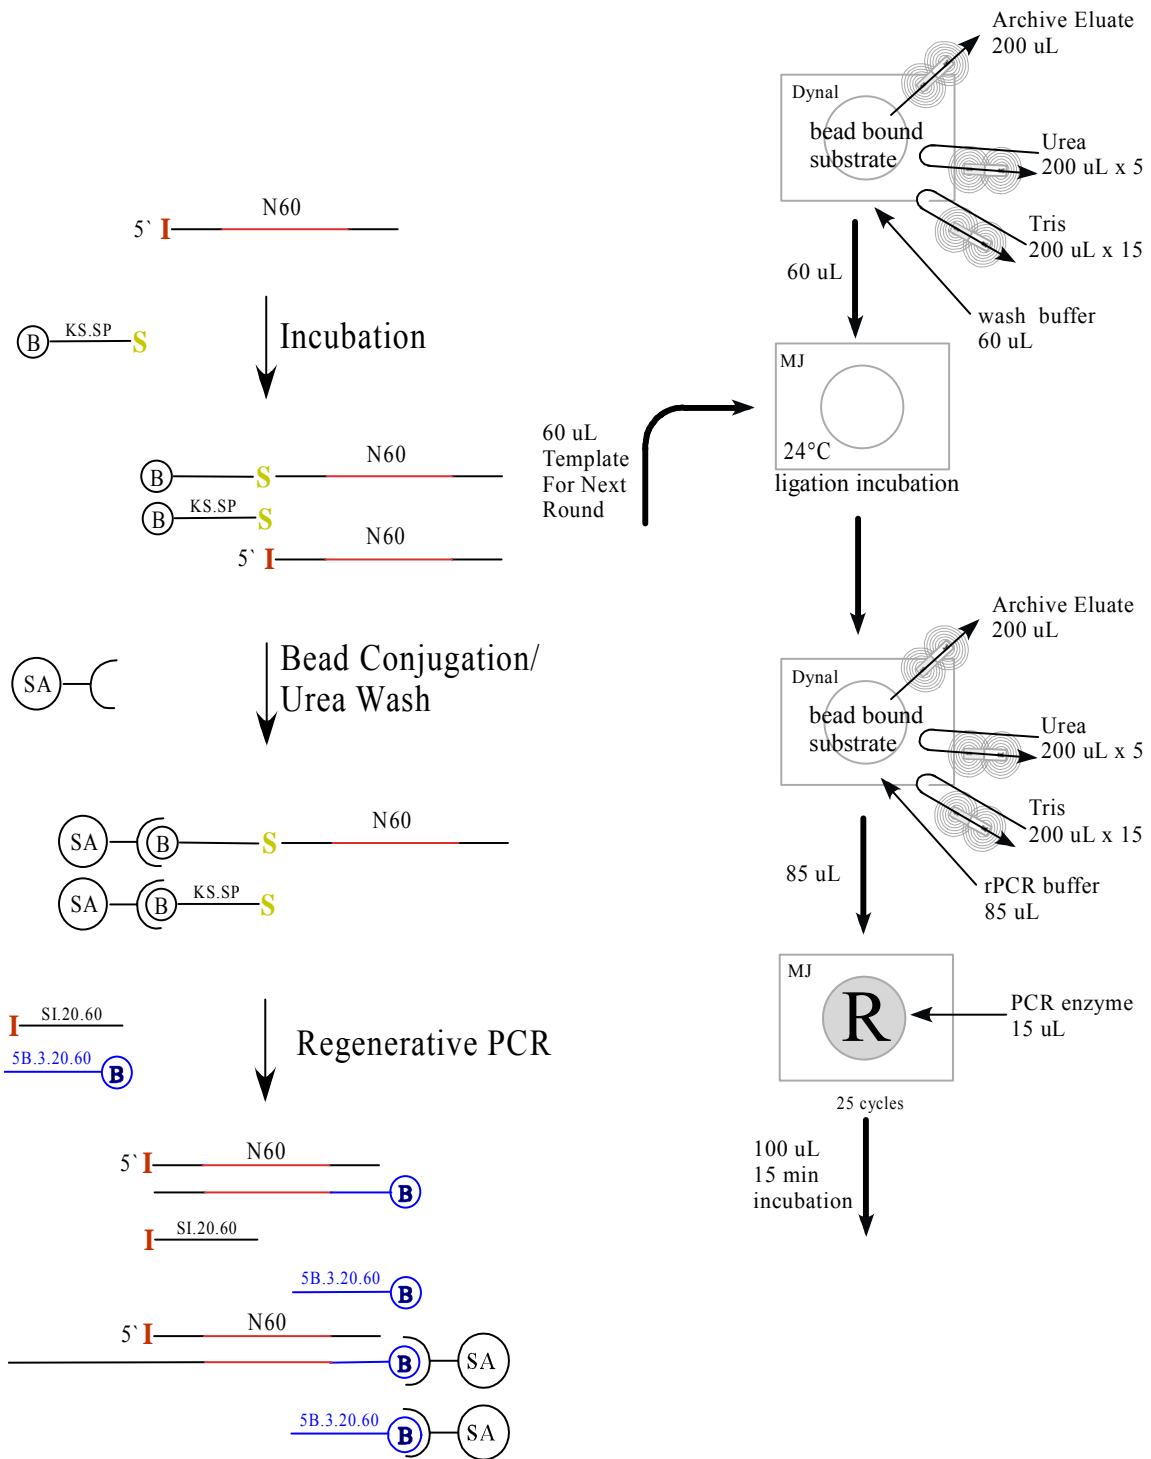 N60
5` I
B
KS.SP
S
Incubation
B
S
N60
B
KS.SP
S
5` I
N60
SA
Bead Conjugation/
Urea Wash
SA
B
S
N60
SA
B
KS.SP
S
I
SI.20.60
5B.3.20.60
B
Regenerative PCR
5` I
N60
B
I
SI.20.60
5B.3.20.60
B
5` I
N60
B
SA
5B.3.20.60
B
SA
Archive Eluate
200 uL
Dynal
bead bound
substrate
Urea
200 uL x 5
Tris
200 uL x 15
60 uL
wash buffer
60 uL
MJ
24°C
ligation incubation
60 uL
Template
For Next
Round
Archive Eluate
200 uL
Dynal
bead bound
substrate
Urea
200 uL x 5
Tris
200 uL x 15
85 uL
rPCR buffer
85 uL
MJ
R
PCR enzyme
15 uL
25 cycles
100 uL
15 min
incubation